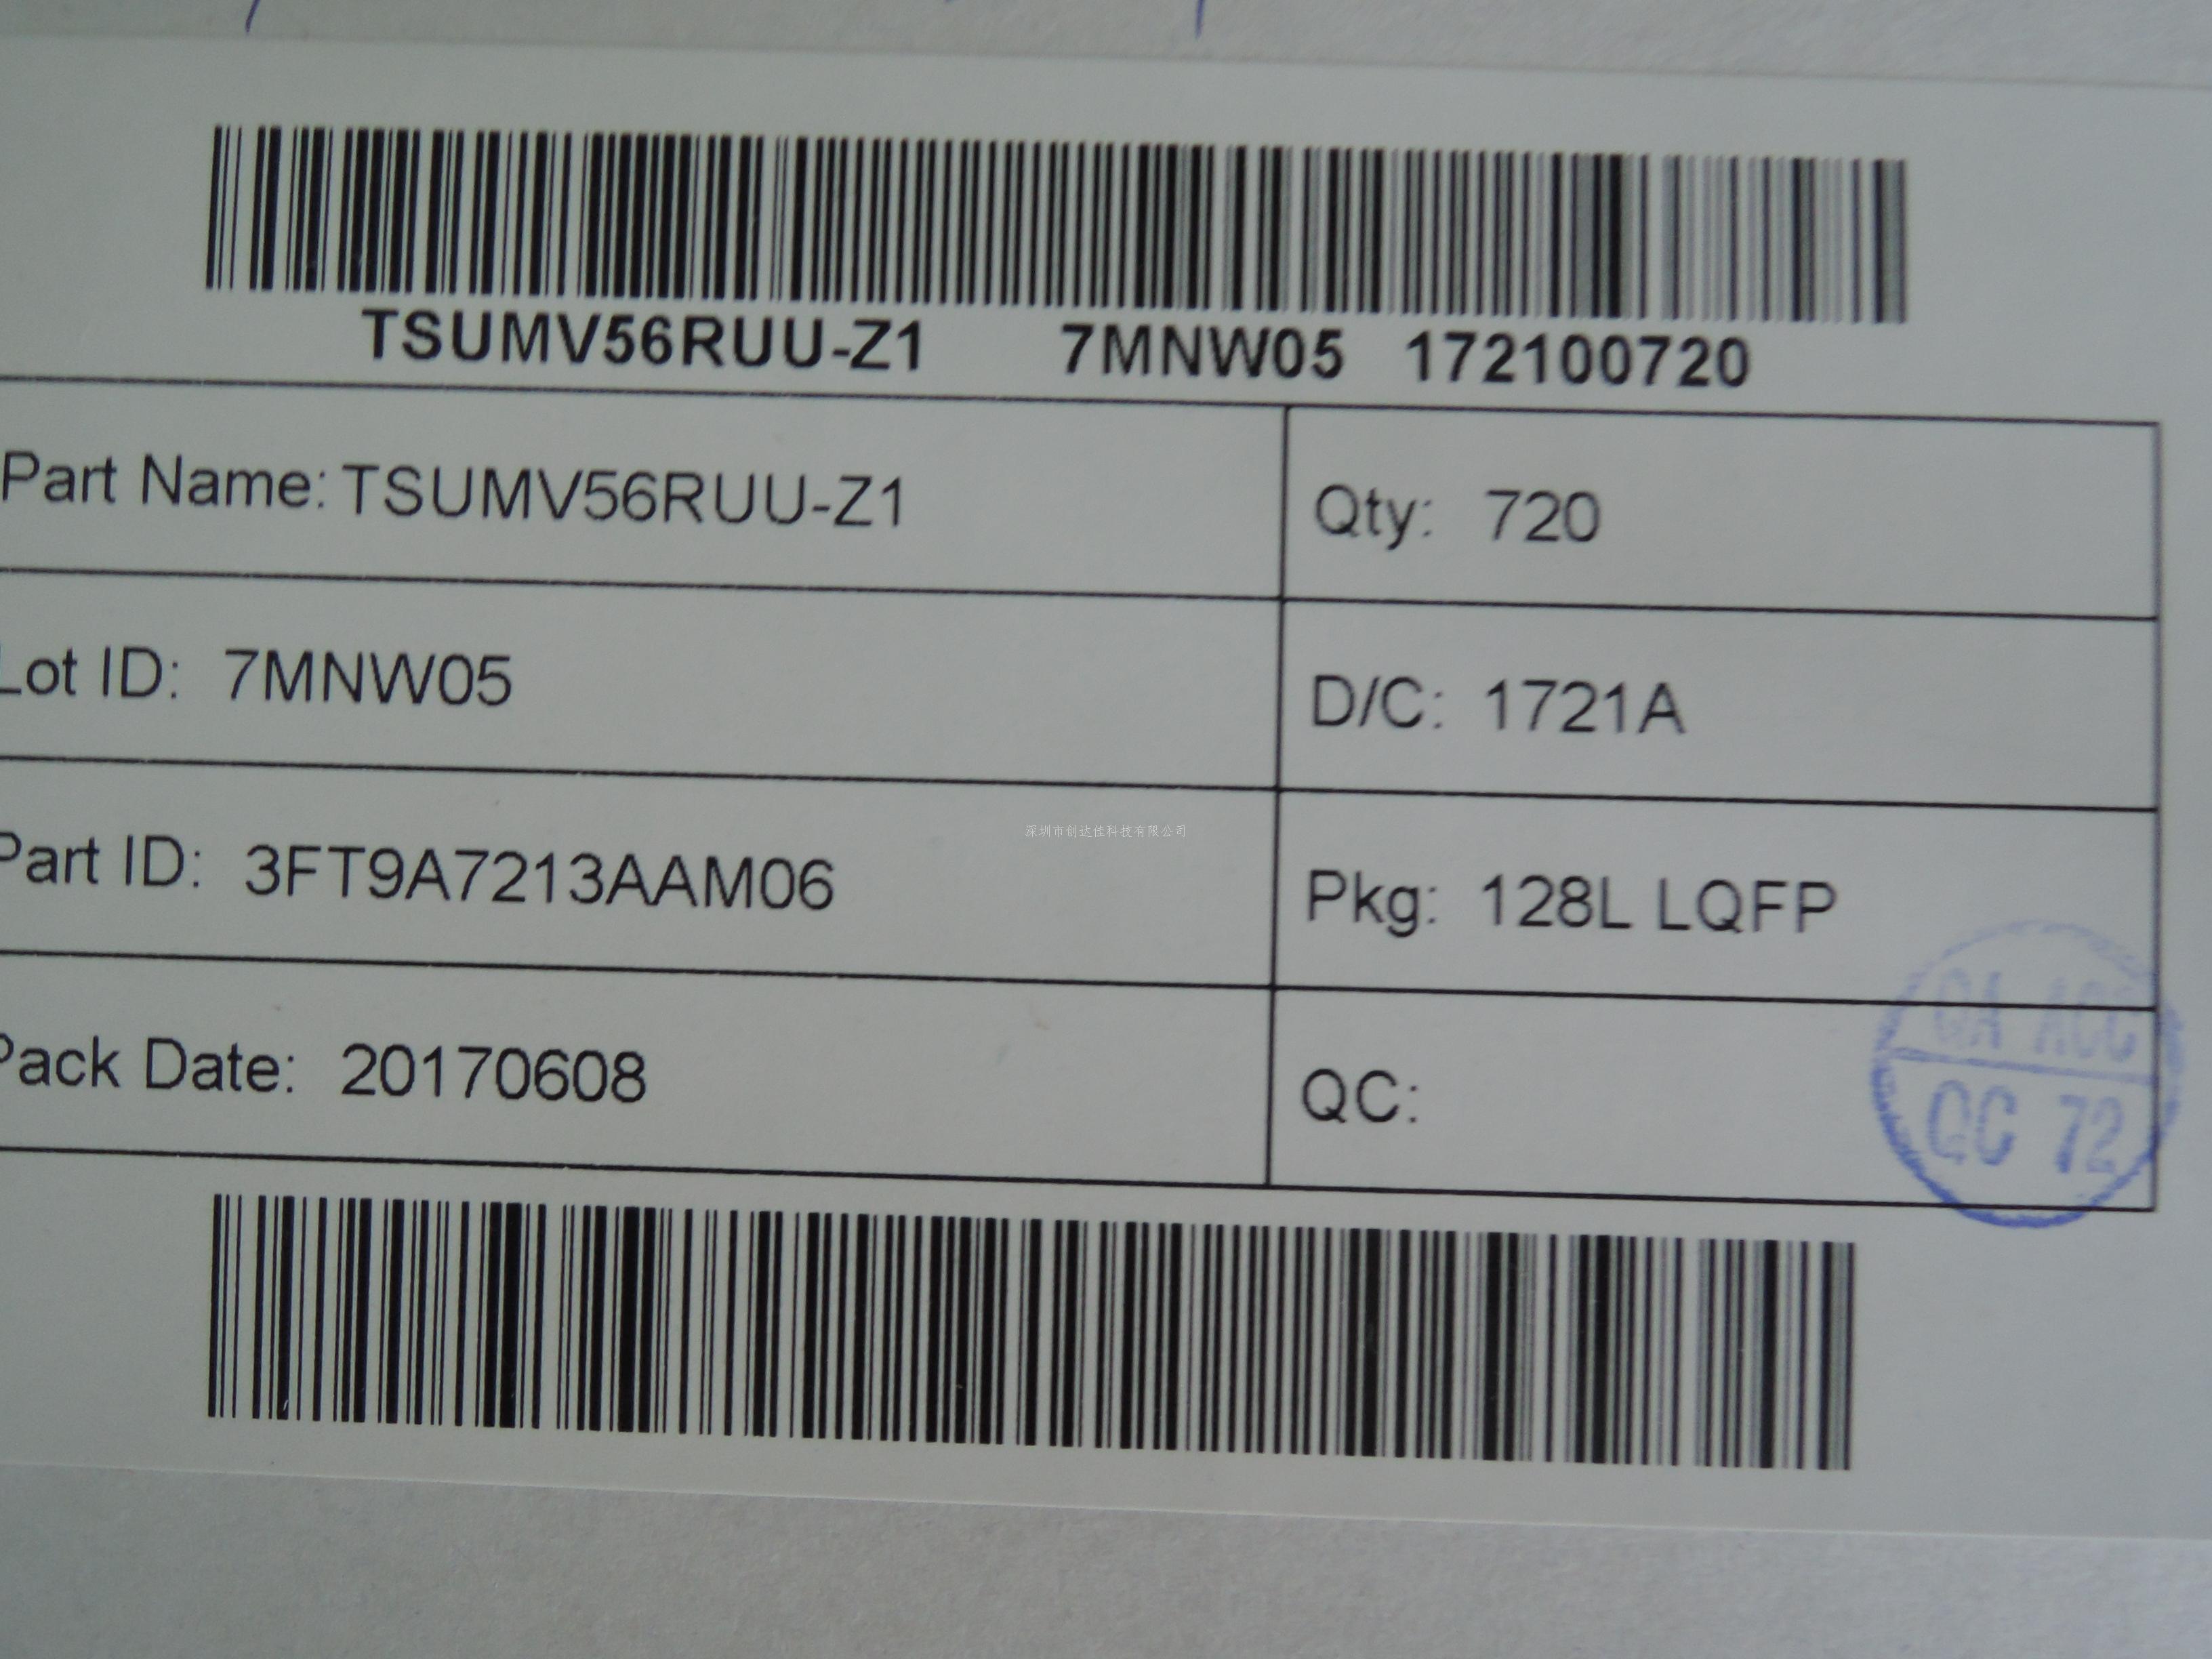 TSUMV56RUU-Z1 7MNW05 172100720
Part Name: TSUMV56RUU-Z1 Qty: 720
Lot ID: 7MNW05 D/C: 1721A
深圳市创达佳科技有限公司
Part ID: 3FT9A7213AAM06 Pkg: 128L LQFP
Pack Date: 20170608 QC:
QA ACC
QC 72